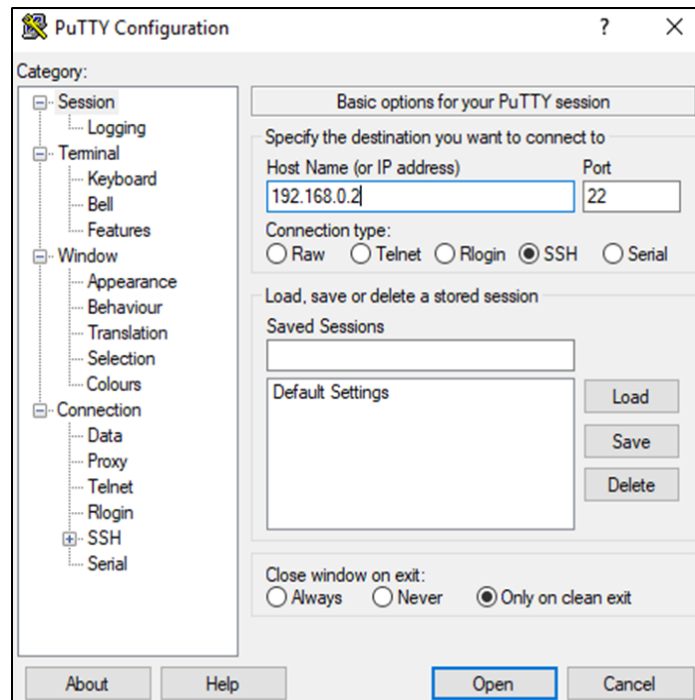 PuTTY Configuration
?
Category:
Session
Logging
Terminal
Keyboard
Bell
Features
Window
Appearance
Behaviour
Translation
Selection
Colours
Connection
Data
Proxy
Telnet
Rlogin
SSH
Serial
Basic options for your PuTTY session
Specify the destination you want to connect to
Host Name (or IP address) Port
192.168.0.2 22
Connection type:
Raw Telnet Rlogin SSH Serial
Load, save or delete a stored session
Saved Sessions
Default Settings
Load
Save
Delete
Close window on exit:
Always Never Only on clean exit
About Help Open Cancel